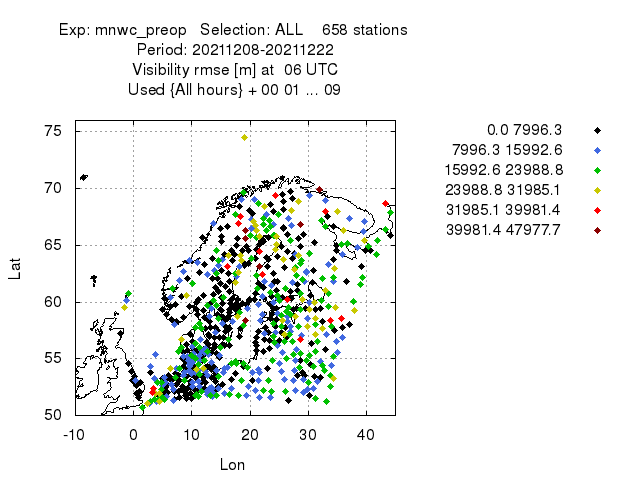 Exp: mnwc_preop Selection: ALL 658 stations
Period: 20211208-20211222
Visibility rmse [m] at 06 UTC
Used {All hours} + 00 01 ... 09
0.0 7996.3
7996.3 15992.6
15992.6 23988.8
23988.8 31985.1
31985.1 39981.4
39981.4 47977.7
75
70
65
60
55
50
Lat
-10 0 10 20 30 40
Lon